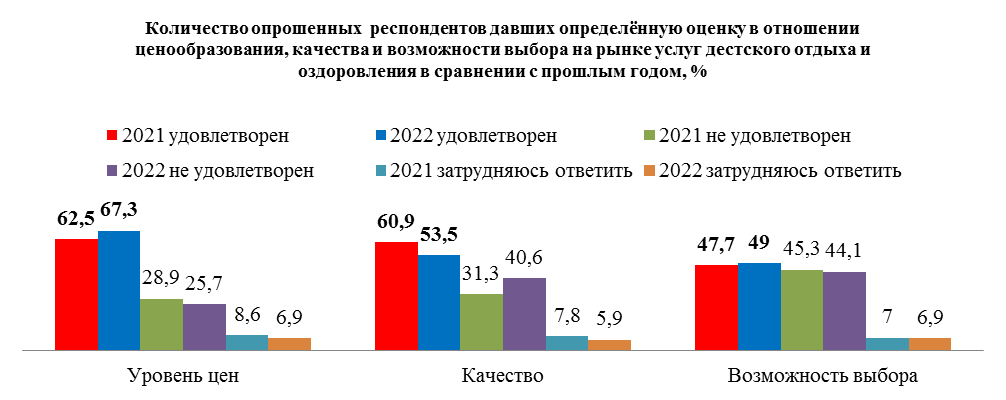 Количество опрошенных респондентов давших определённую оценку в отношении
ценообразования, качества и возможности выбора на рынке услуг дестского отдыха и
оздоровления в сравнении с прошлым годом, %
2021 удовлетворен
2022 удовлетворен
2021 не удовлетворен
2022 не удовлетворен
2021 затрудняюсь ответить
2022 затрудняюсь ответить
62,5
67,3
28,9
25,7
8,6
6,9
60,9
53,5
31,3
40,6
7,8
5,9
47,7
49
45,3
44,1
7
6,9
Уровень цен
Качество
Возможность выбора